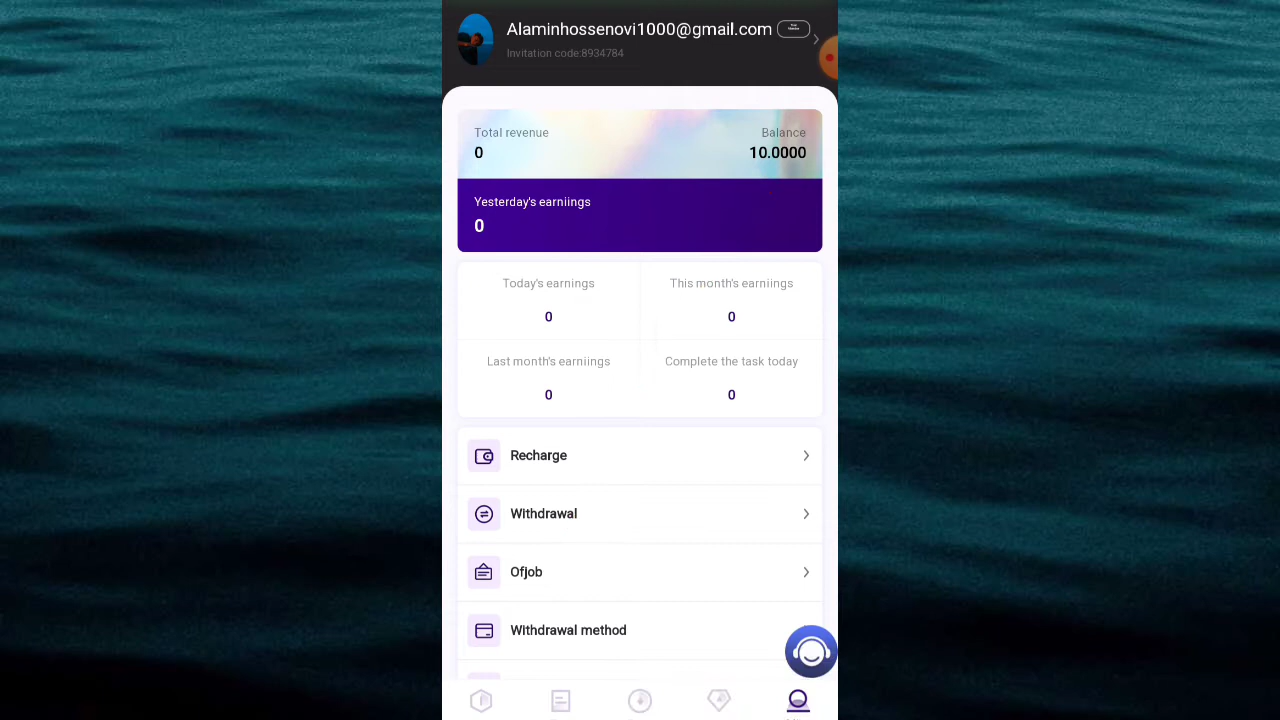 Alaminhossenovi1000@gmail.com
Invitation code:8934784
Total revenue
Balance
0
10.0000
Yesterday's earniings
0
Today's earnings
This month's earniings
0
0
Last month's earniings
Complete the task today
0
0
Recharge
Withdrawal
Ofjob
Withdrawal method